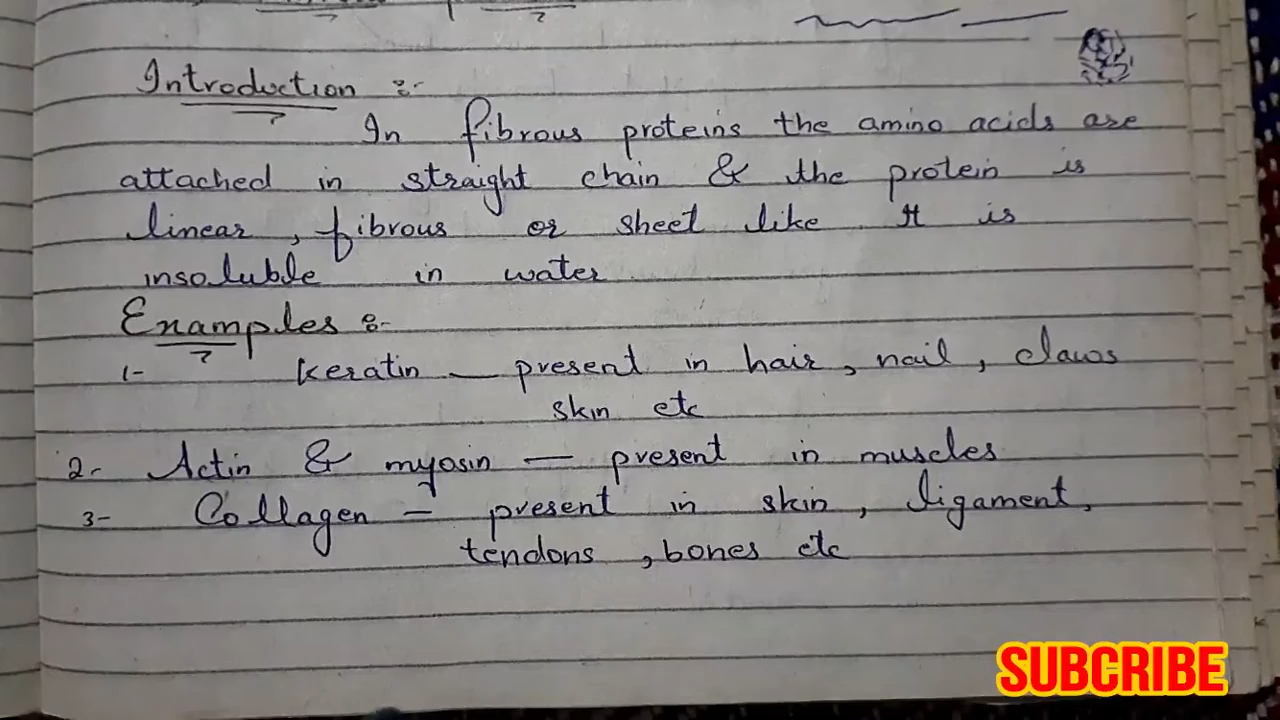 Introduction :-
In fibrous proteins the amino acids are
attached in straight chain & the protein is
linear, fibrous or sheet like It is
insoluble in water
Examples :-
1- Keratin — present in hair, nail, claws
skin etc
2- Actin & myosin — present in muscles
3- Collagen — present in skin, ligament,
tendons, bones etc
SUBCRIBE